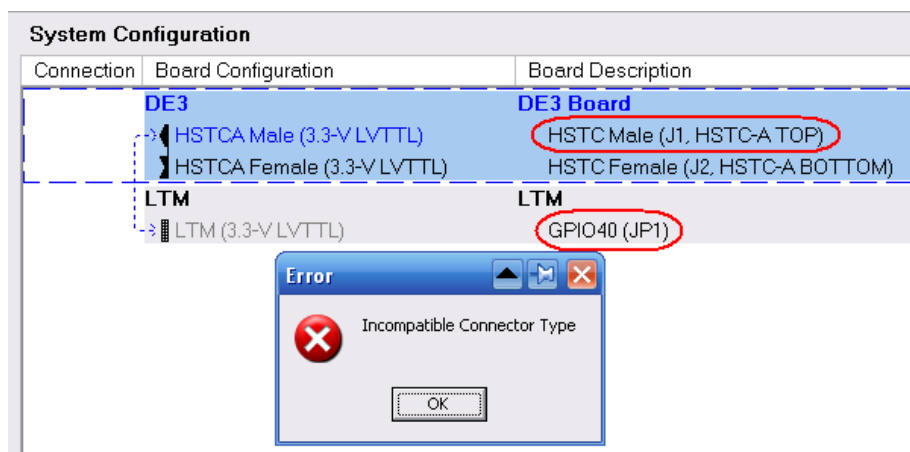 System Configuration
Connection Board Configuration Board Description
DE3 DE3 Board
HSTCA Male (3.3-V LVTTL) HSTC Male (J1, HSTC-A TOP)
HSTCA Female (3.3-V LVTTL) HSTC Female (J2, HSTC-A BOTTOM)
LTM LTM
LTM (3.3-V LVTTL) GPIO40 (JP1)
Error
Incompatible Connector Type
OK